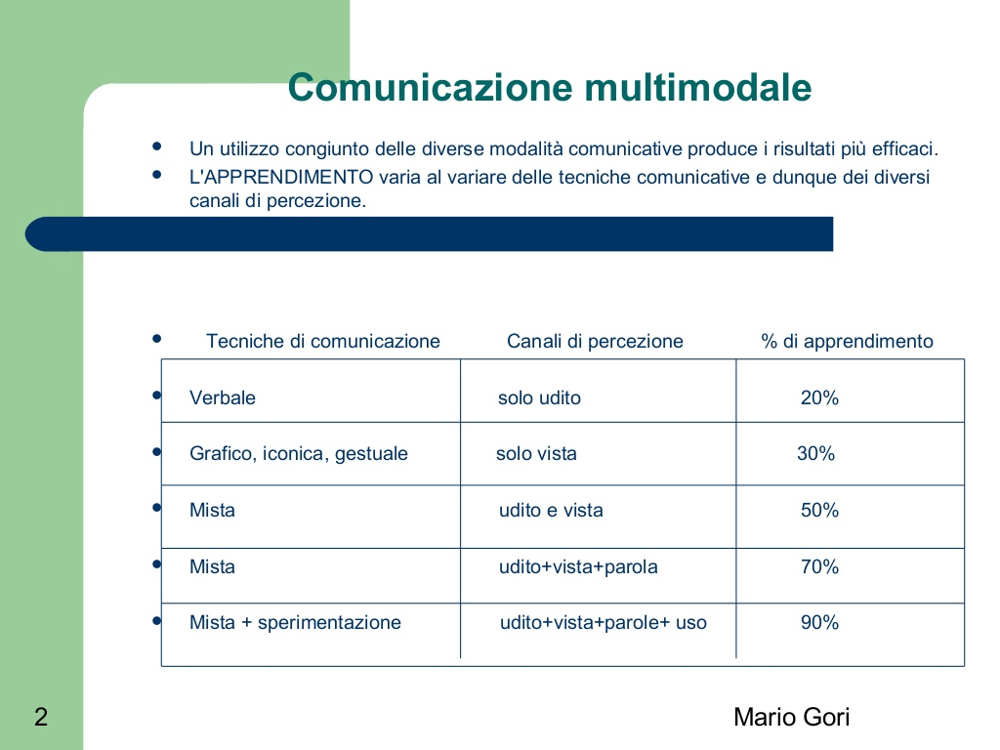 Comunicazione multimodale
• Un utilizzo congiunto delle diverse modalità comunicative produce i risultati più efficaci.
• L'APPRENDIMENTO varia al variare delle tecniche comunicative e dunque dei diversi
canali di percezione.
• Tecniche di comunicazione Canali di percezione % di apprendimento
• Verbale solo udito 20%
• Grafico, iconica, gestuale solo vista 30%
• Mista udito e vista 50%
• Mista udito+vista+parola 70%
• Mista + sperimentazione udito+vista+parole+ uso 90%
2 Mario Gori